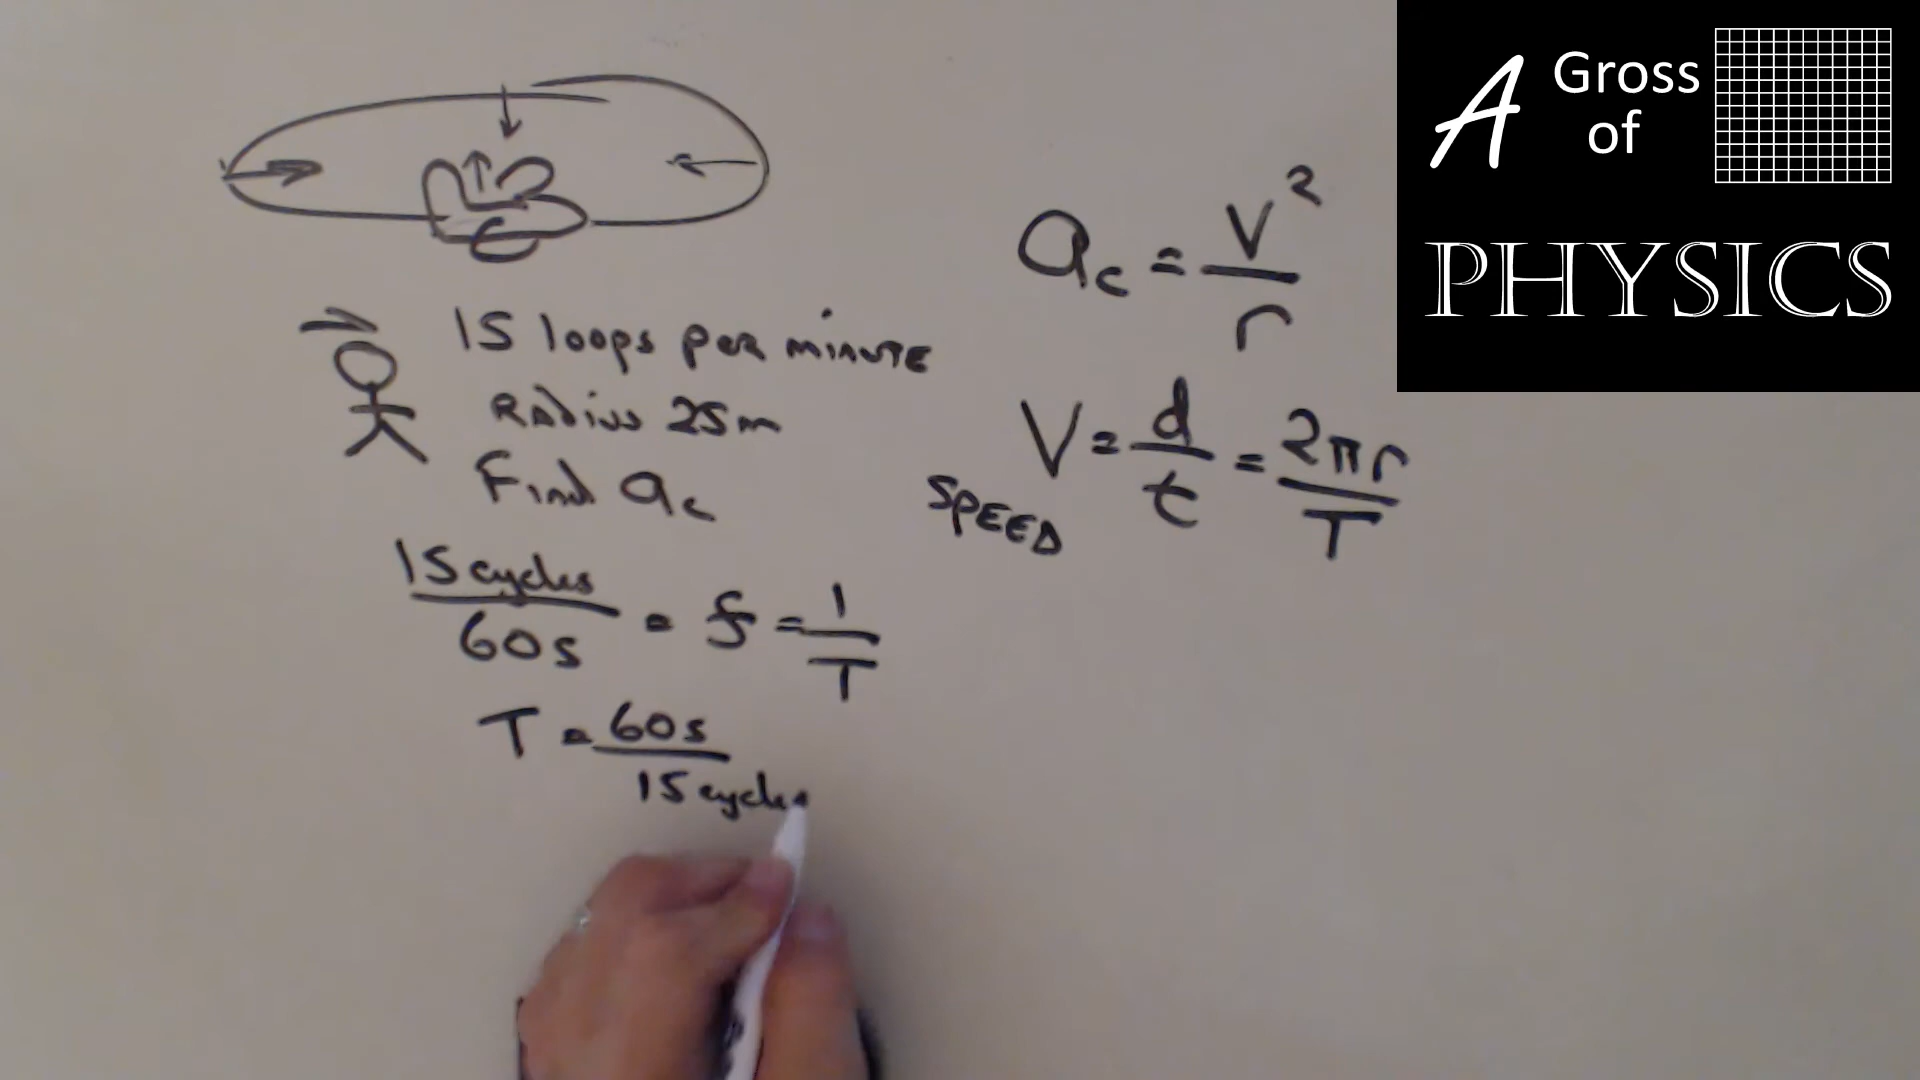 15 loops per minute
Radius 25m
Find ac
15 cycles
60s
= f = 1
T
T = 60s
15 cycles
ac = V²
r
V = d = 2πr
t T
SPEED
A Gross
of
PHYSICS